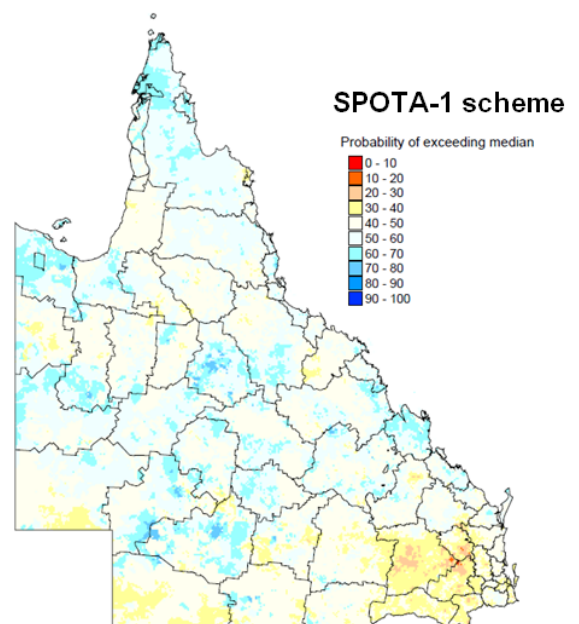 SPOTA-1 scheme
Probability of exceeding median
0 - 10
10 - 20
20 - 30
30 - 40
40 - 50
50 - 60
60 - 70
70 - 80
80 - 90
90 - 100